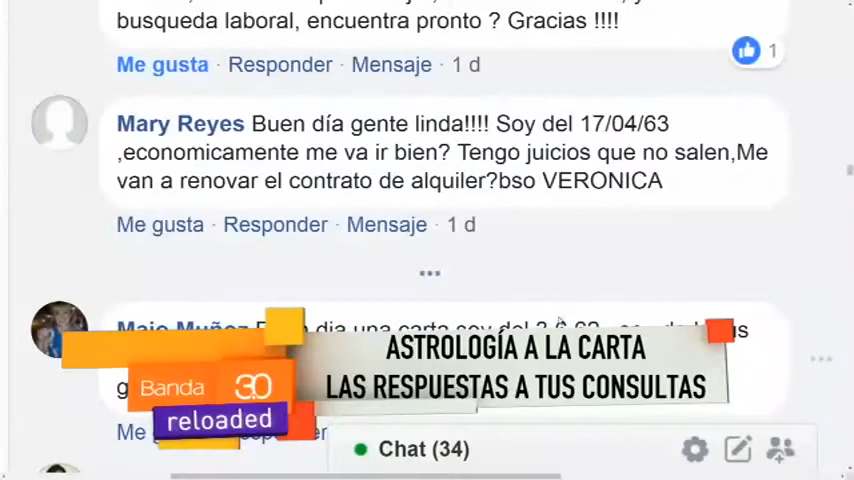 busqueda laboral, encuentra pronto ? Gracias !!!!
Me gusta · Responder · Mensaje · 1 d
1
Mary Reyes Buen día gente linda!!!! Soy del 17/04/63
,economicamente me va ir bien? Tengo juicios que no salen,Me
van a renovar el contrato de alquiler?bso VERONICA
Me gusta · Responder · Mensaje · 1 d
Majo Muñoz dia una carta soy del
ASTROLOGÍA A LA CARTA
LAS RESPUESTAS A TUS CONSULTAS
Banda 3.0
reloaded
Me
Chat (34)